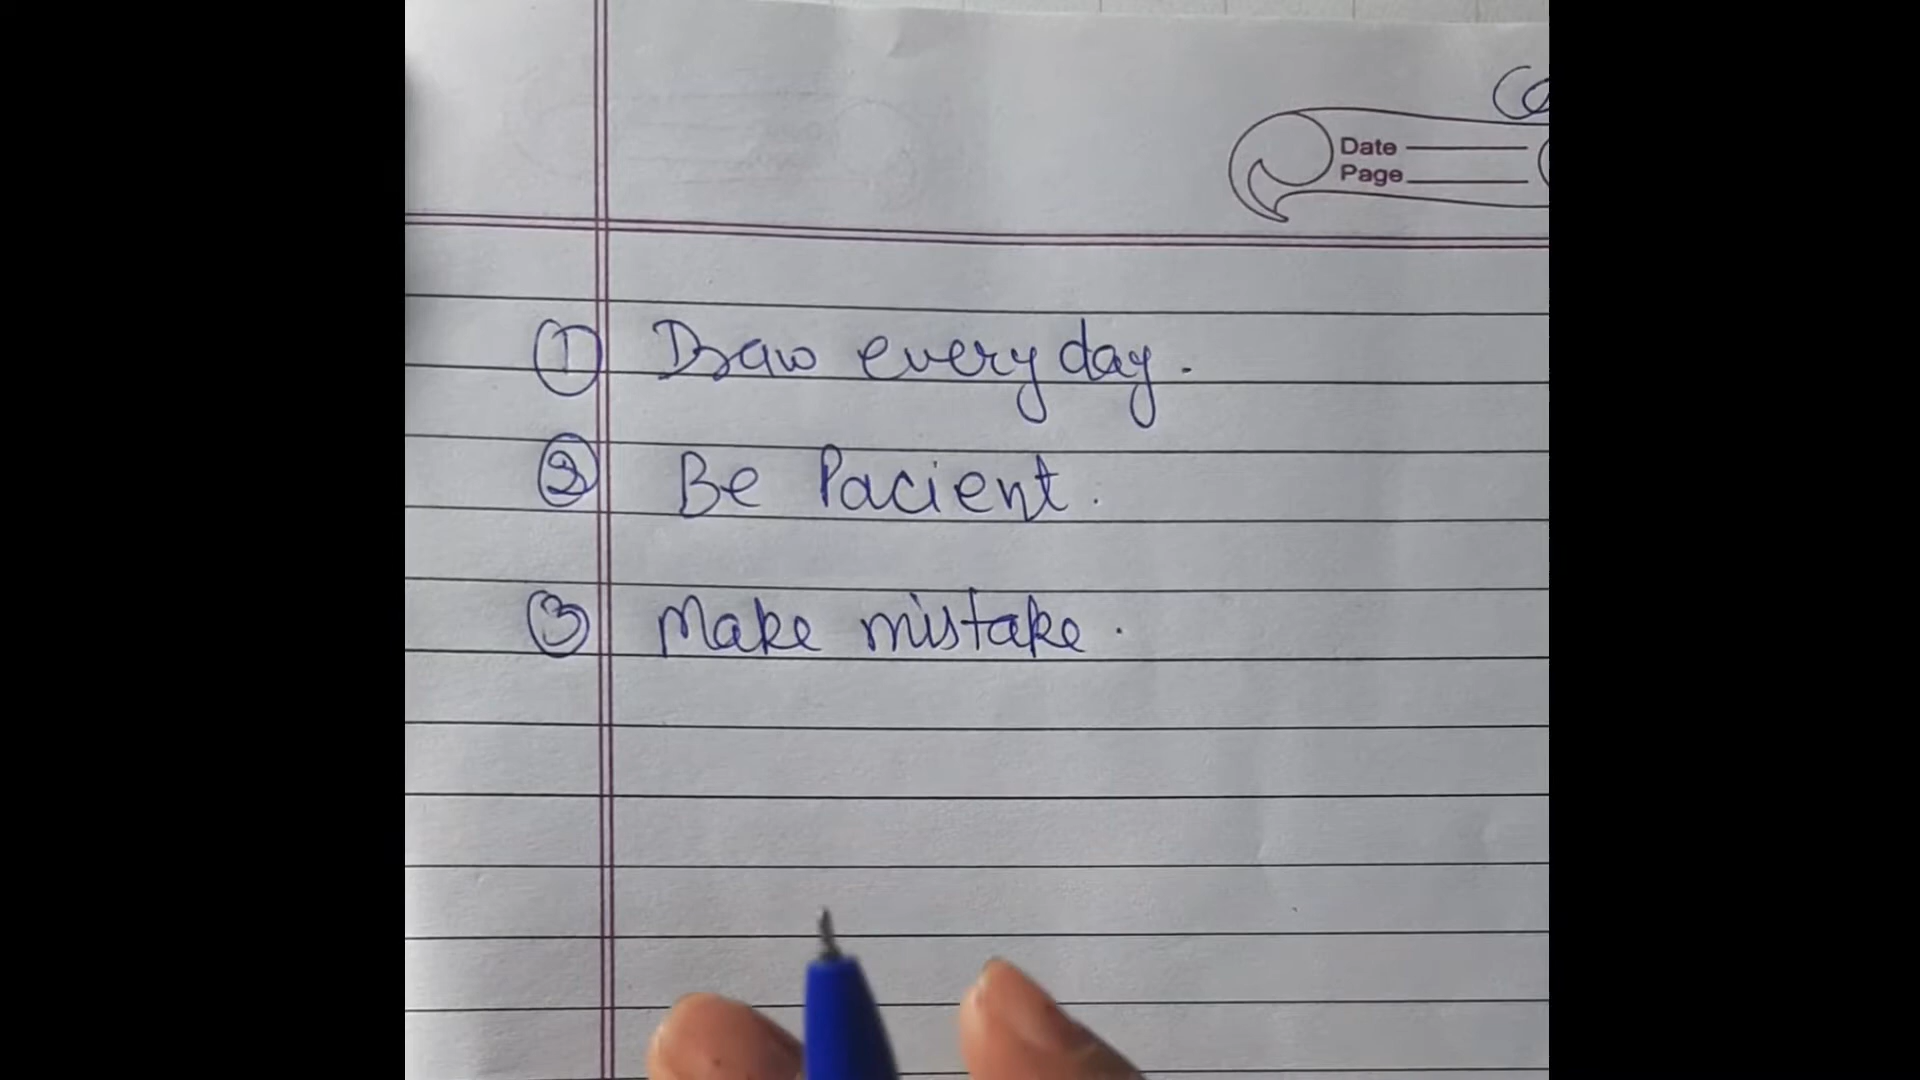 Date
Page
① Draw everyday.
② Be Pacient.
③ Make mistake.